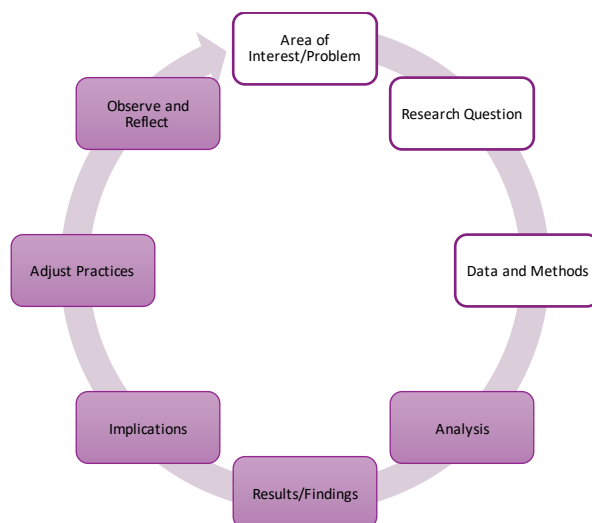 Area of
Interest/Problem
Research Question
Data and Methods
Analysis
Results/Findings
Implications
Adjust Practices
Observe and
Reflect